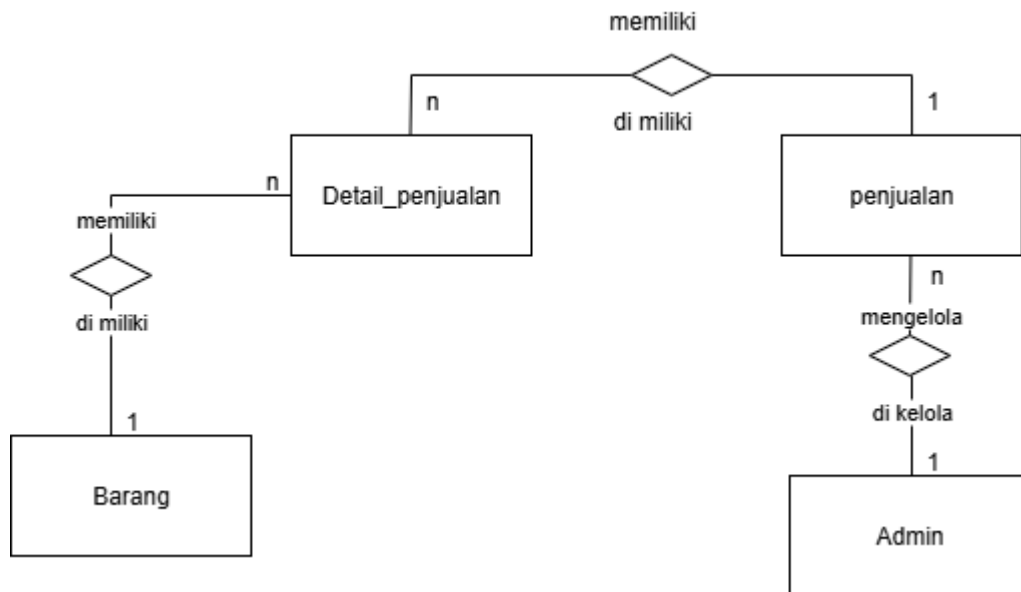 memiliki
n
1
di miliki
Detail_penjualan
penjualan
n
memiliki
di miliki
1
Barang
n
mengelola
di kelola
1
Admin